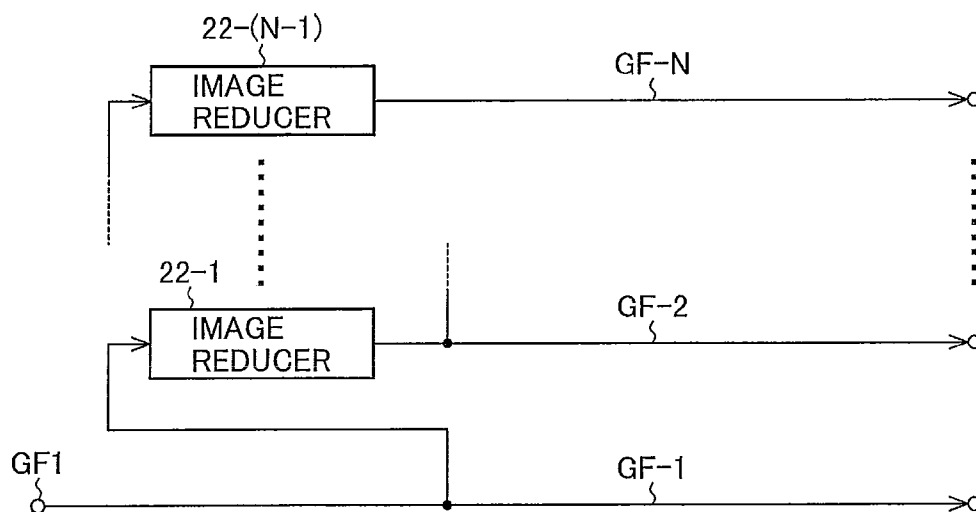 22-(N-1)
IMAGE
REDUCER
GF-N
22-1
IMAGE
REDUCER
GF-2
GF1
GF-1